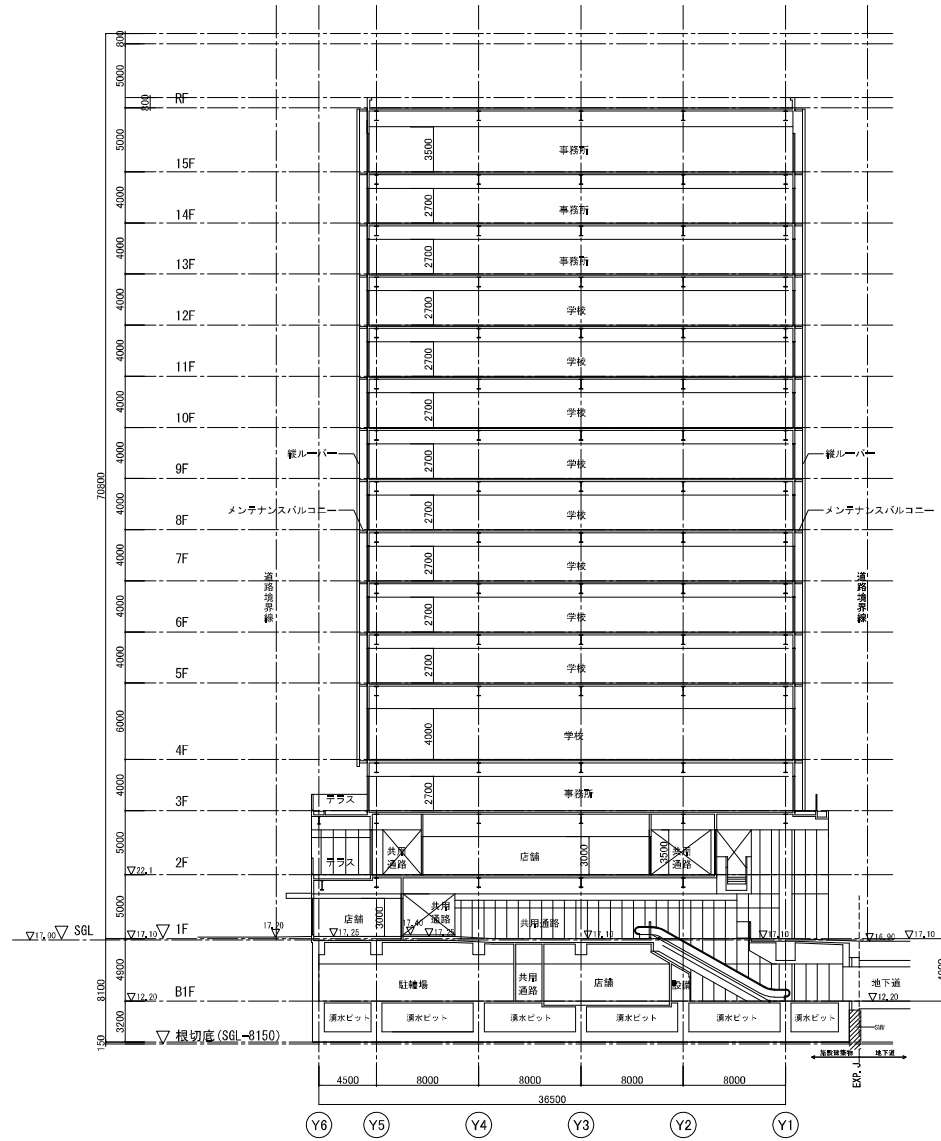 800
5000
RF
800
5000
3500
事務所
15F
4000
2700
事務所
14F
4000
2700
事務所
13F
4000
2700
学校
12F
4000
2700
学校
11F
4000
2700
学校
10F
4000
縦ルーバー
2700
学校
縦ルーバー
9F
70800
4000
メンテナンスバルコニー
2700
学校
メンテナンスバルコニー
8F
4000
2700
学校
7F
道路境界線
道路境界線
4000
2700
学校
6F
4000
2700
学校
5F
6000
4000
学校
4F
4000
テラス
2700
事務所
3F
5000
テラス
共用
通路
店舗
3000
3500
共用
通路
2F
▽22.1
5000
店舗
3000
共用
通路
共用通路
17.20
17.40
▽17.00
▽ SGL
▽17.10
▽ 1F
▽17.25
▽17.25
▽17.10
▽17.10
16.90
▽17.10
8100
4900
駐輪場
共用
通路
店舗
設備
地下道
4900
▽12.20
B1F
▽12.20
3200
湧水ピット
湧水ピット
湧水ピット
湧水ピット
湧水ピット
湧水ピット
150
▽ 根切底(SGL-8150)
施設建築物
地下道
EXP.J
4500
8000
8000
8000
8000
36500
Y6
Y5
Y4
Y3
Y2
Y1